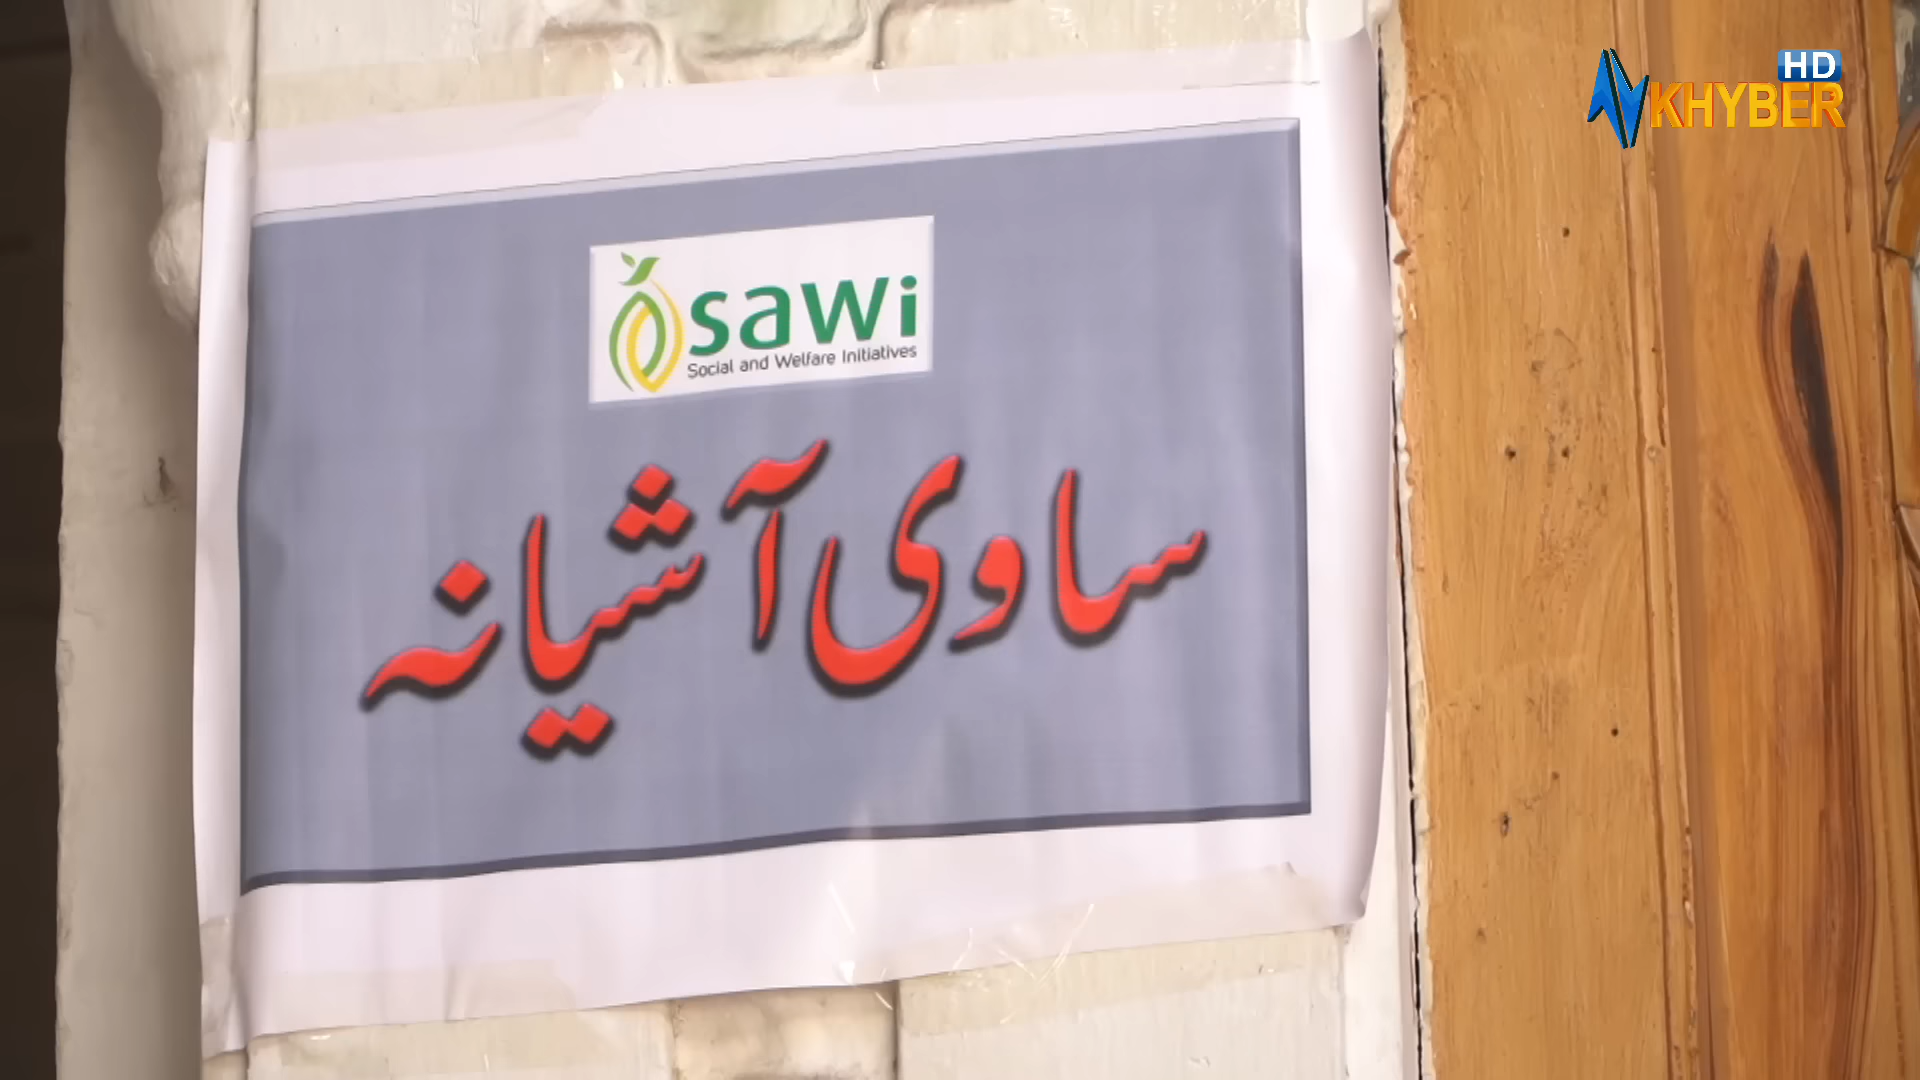 HD
KHYBER
sawi
Social and Welfare Initiatives
ساوی آشیانہ